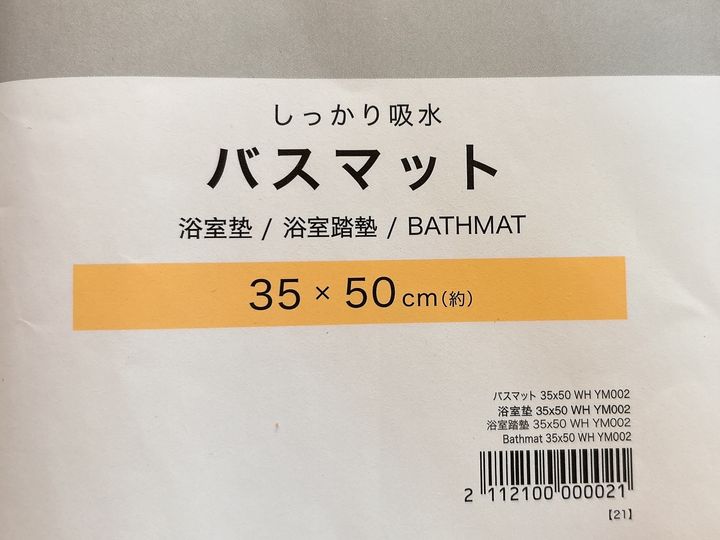 しっかり吸水
バスマット
浴室垫 / 浴室踏墊 / BATHMAT
35 × 50cm(約)
バスマット 35x50 WH YM002
浴室垫 35x50 WH YM002
浴室踏墊 35x50 WH YM002
Bathmat 35x50 WH YM002
2 112100 000021
【21】